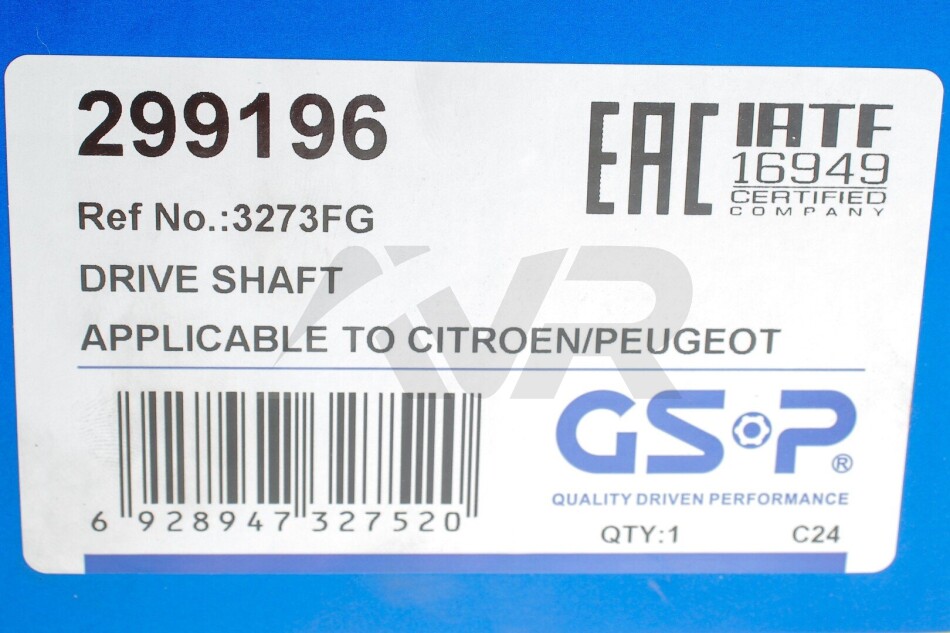 299196
Ref No.:3273FG
DRIVE SHAFT
APPLICABLE TO CITROEN/PEUGEOT
EAC
IATF
16949
CERTIFIED
COMPANY
VR
6 928947 327520
GSP®
QUALITY DRIVEN PERFORMANCE
QTY:1 C24